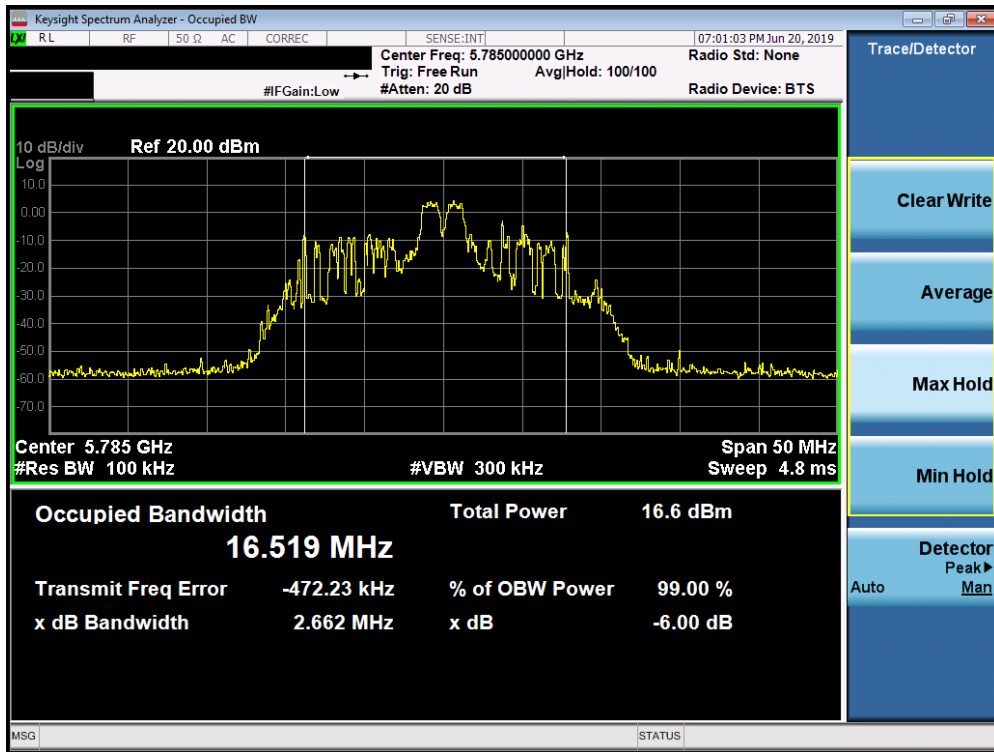 Keysight Spectrum Analyzer - Occupied BW
LXI RL RF 50 Ω AC CORREC SENSE:INT 07:01:03 PM Jun 20, 2019
Center Freq: 5.785000000 GHz Radio Std: None
Trig: Free Run Avg|Hold: 100/100
#IFGain:Low #Atten: 20 dB Radio Device: BTS
10 dB/div Ref 20.00 dBm
Log
10.0
0.00
-10.0
-20.0
-30.0
-40.0
-50.0
-60.0
-70.0
Center 5.785 GHz Span 50 MHz
#Res BW 100 kHz #VBW 300 kHz Sweep 4.8 ms
Occupied Bandwidth Total Power 16.6 dBm
16.519 MHz
Transmit Freq Error -472.23 kHz % of OBW Power 99.00 %
x dB Bandwidth 2.662 MHz x dB -6.00 dB
MSG STATUS
Trace/Detector
Clear Write
Average
Max Hold
Min Hold
Detector
Peak▶
Auto Man